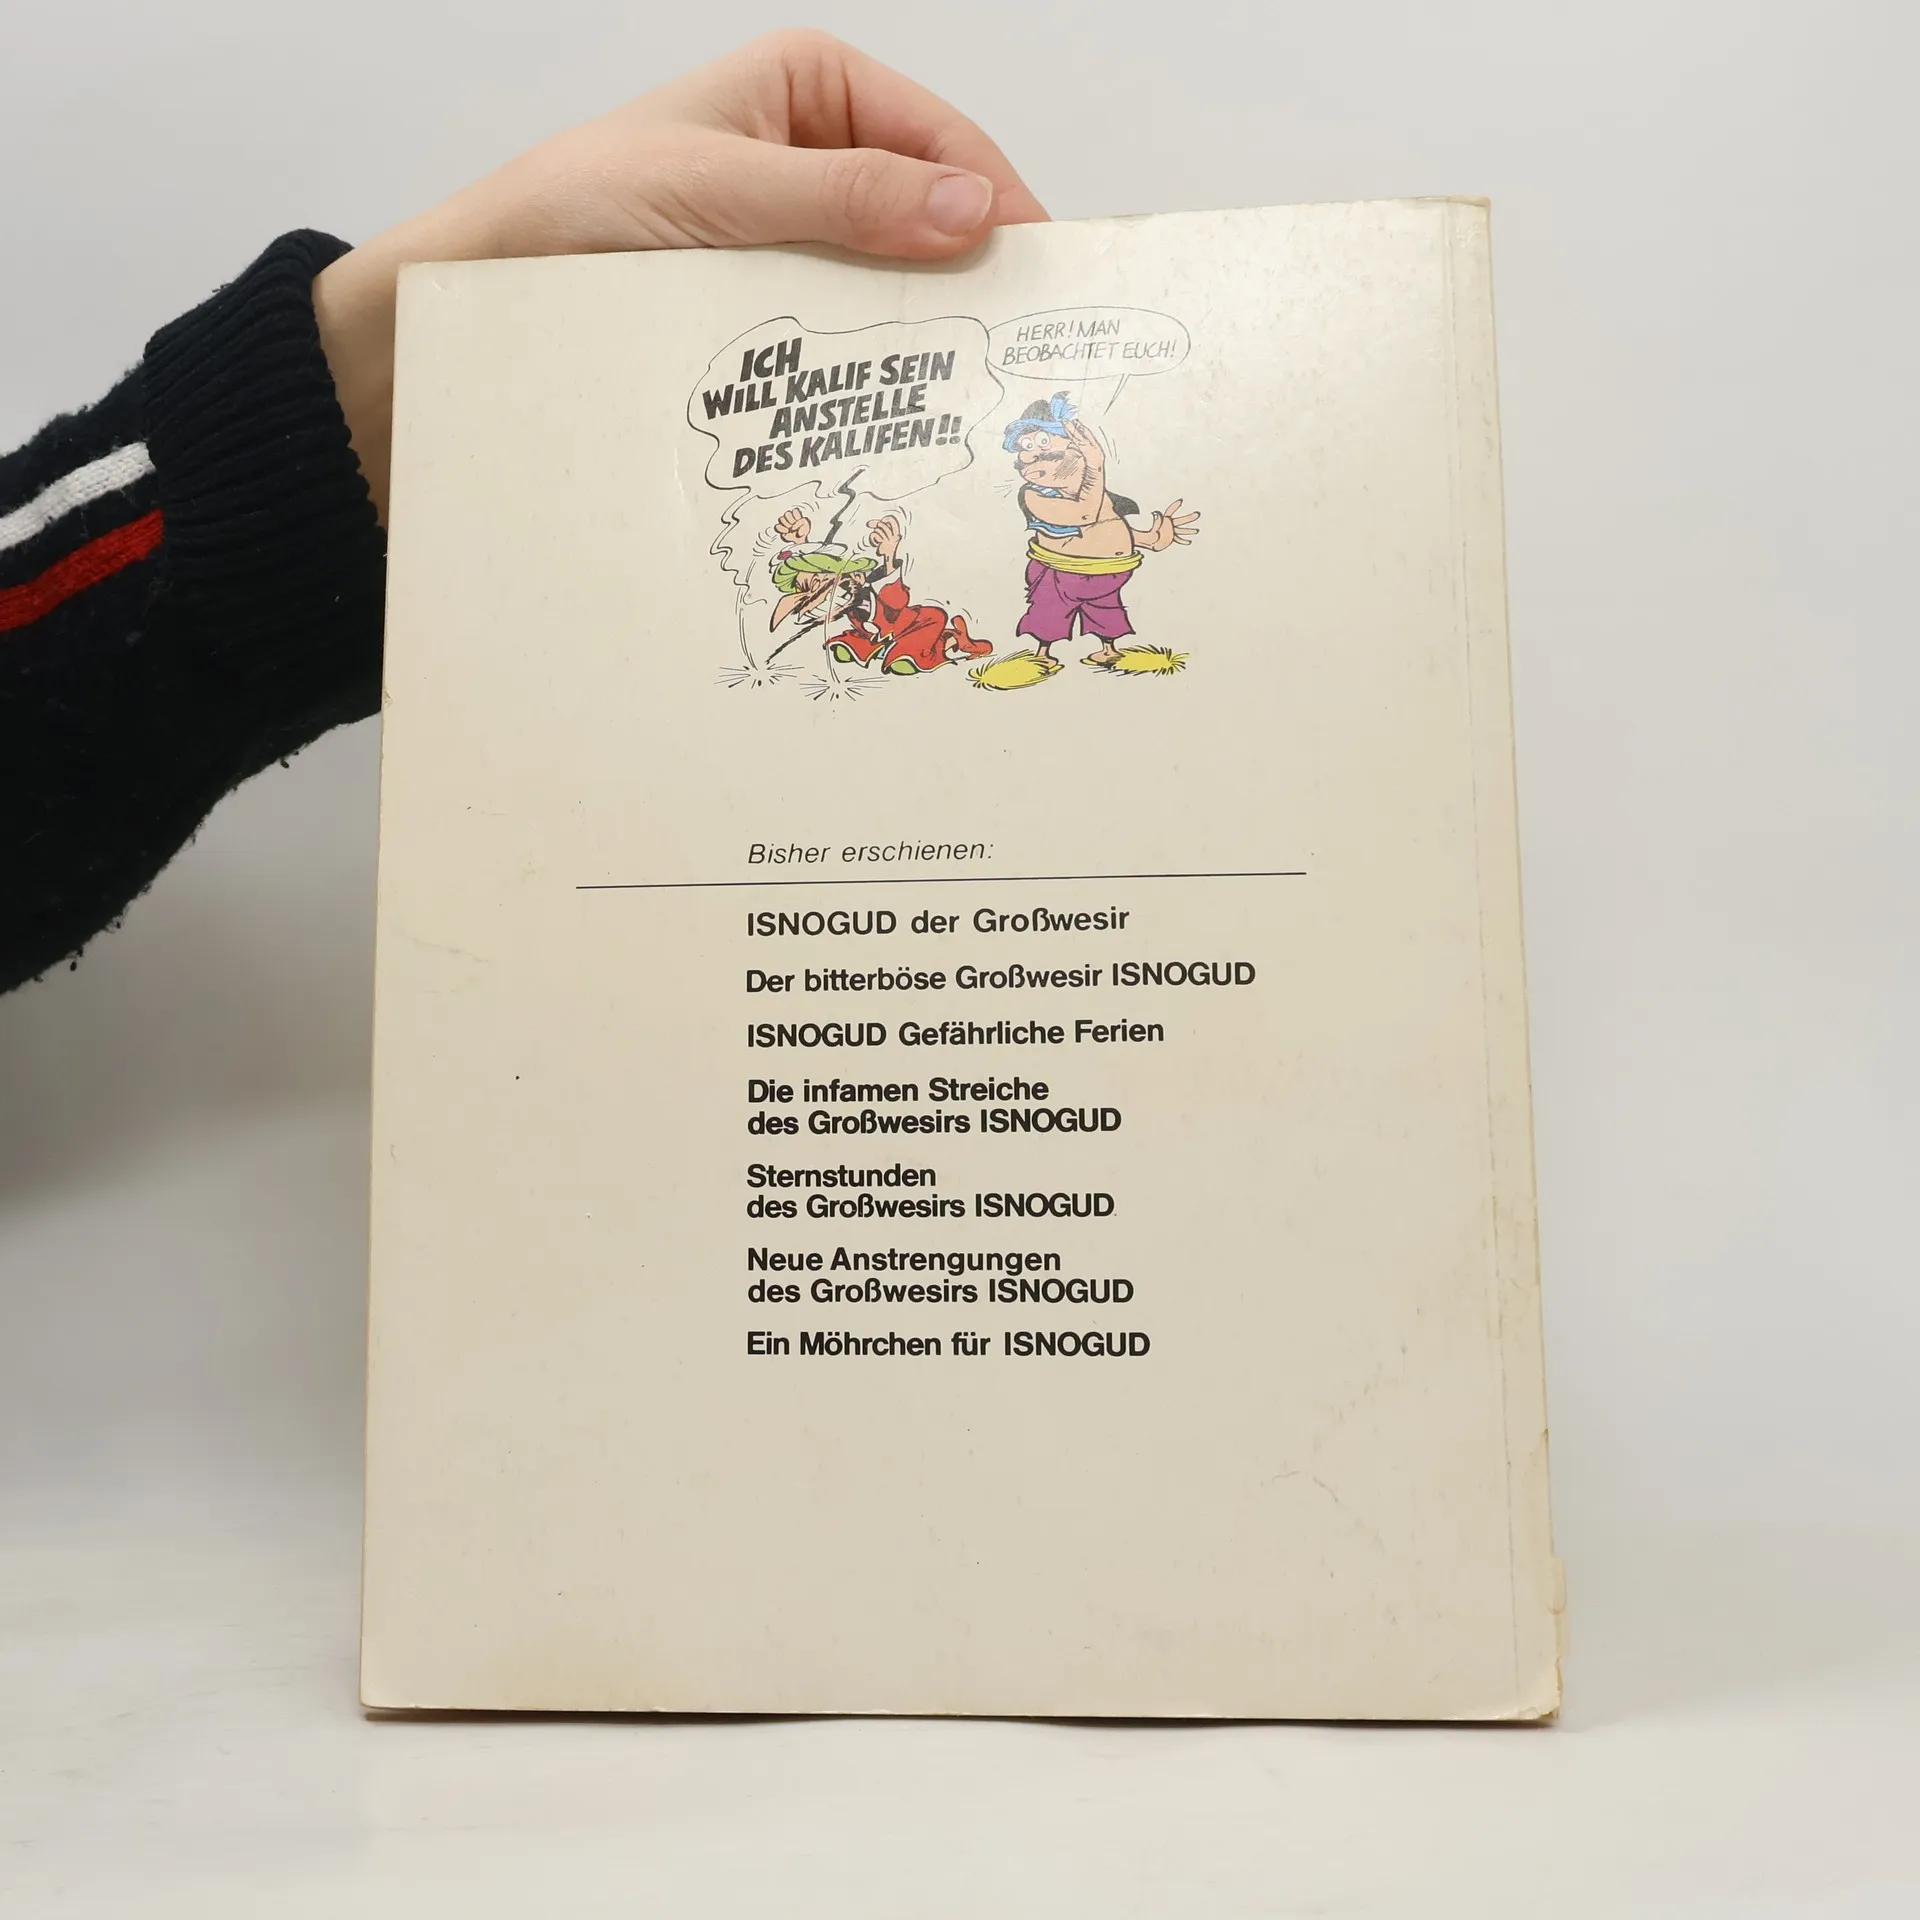 ICH
WILL KALIF SEIN
ANSTELLE
DES KALIFEN!!
HERR! MAN
BEOBACHTET EUCH!
Bisher erschienen:
ISNOGUD der Großwesir
Der bitterböse Großwesir ISNOGUD
ISNOGUD Gefährliche Ferien
Die infamen Streiche
des Großwesirs ISNOGUD
Sternstunden
des Großwesirs ISNOGUD
Neue Anstrengungen
des Großwesirs ISNOGUD
Ein Möhrchen für ISNOGUD